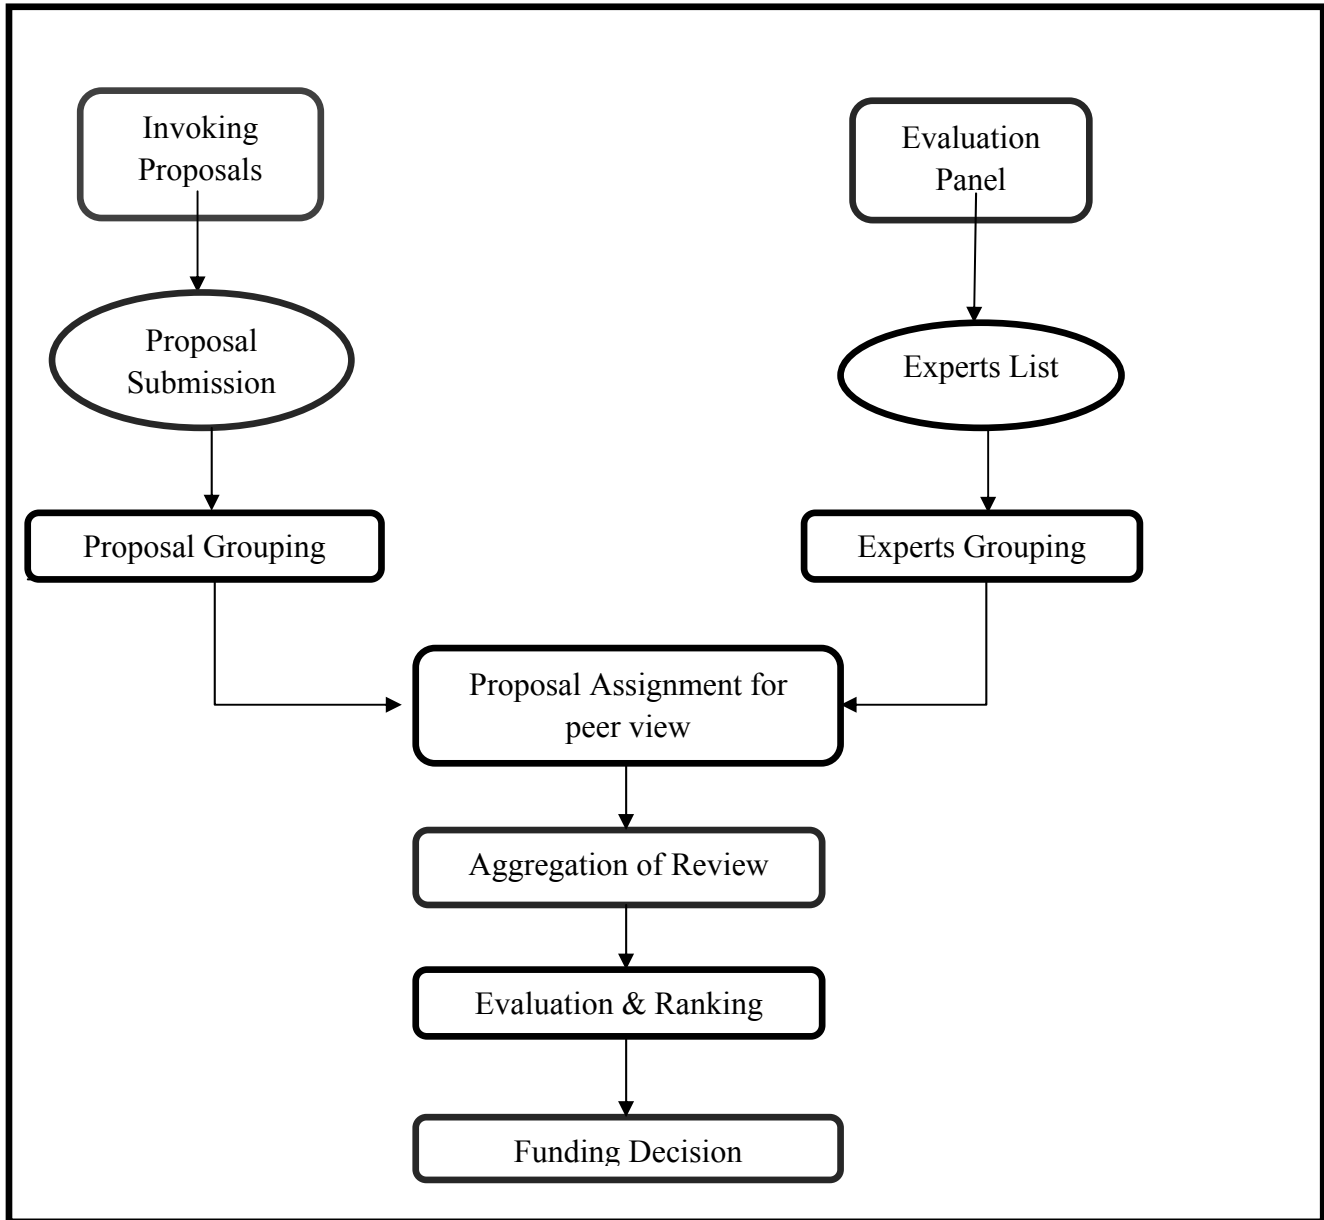 Invoking
Proposals
Evaluation
Panel
Proposal
Submission
Experts List
Proposal Grouping
Experts Grouping
Proposal Assignment for
peer view
Aggregation of Review
Evaluation & Ranking
Funding Decision